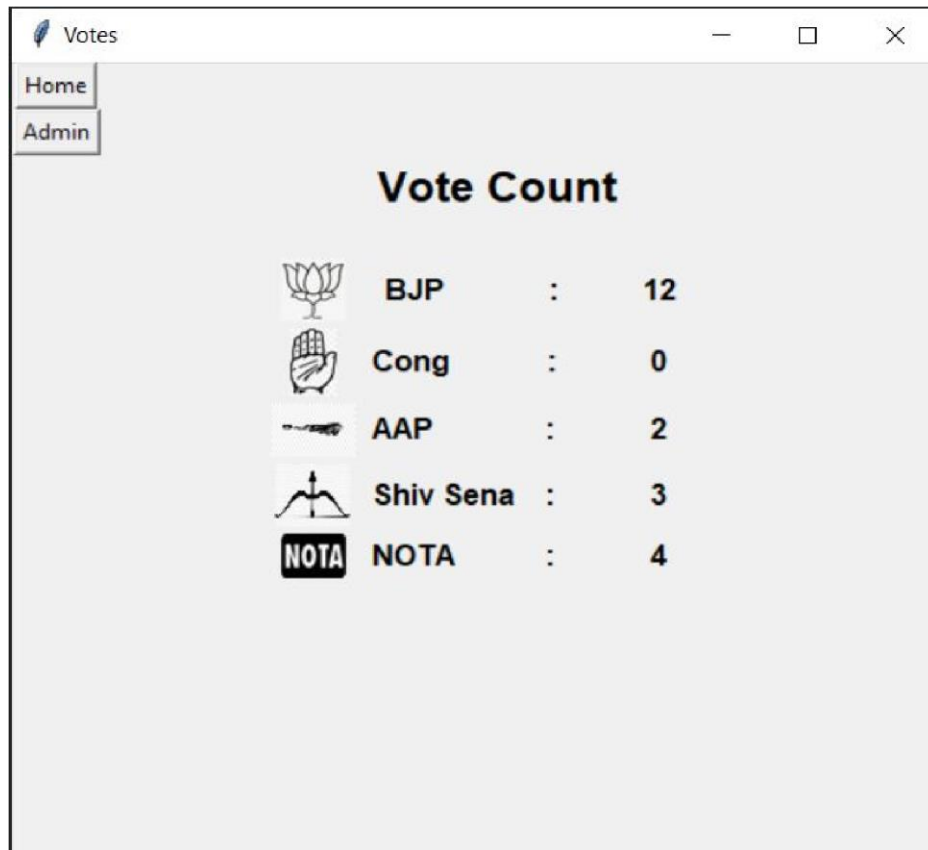 Votes
Home
Admin
Vote Count
BJP : 12
Cong : 0
AAP : 2
Shiv Sena : 3
NOTA NOTA : 4